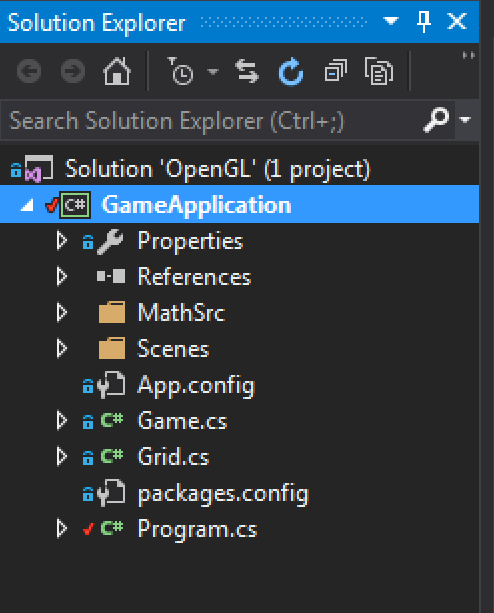 Solution Explorer
Search Solution Explorer (Ctrl+;)
Solution 'OpenGL' (1 project)
C# GameApplication
Properties
References
MathSrc
Scenes
App.config
C# Game.cs
C# Grid.cs
packages.config
C# Program.cs